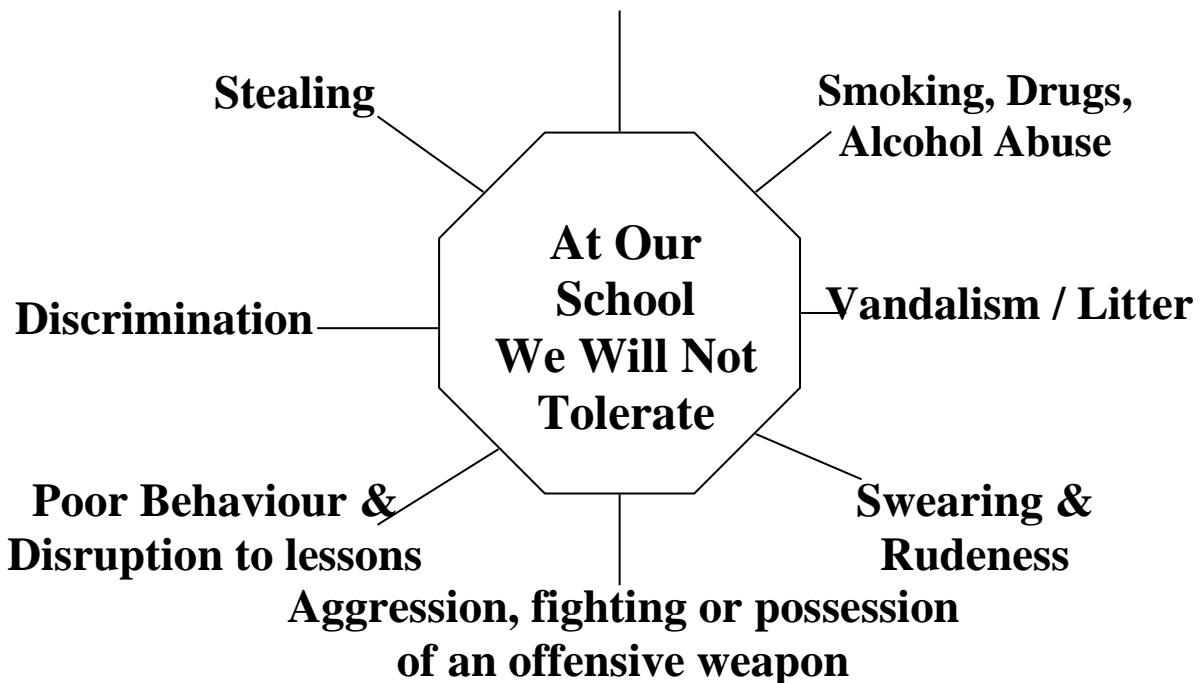 Stealing
Smoking, Drugs,
Alcohol Abuse
At Our
School
We Will Not
Tolerate
Discrimination
Vandalism / Litter
Poor Behaviour &
Disruption to lessons
Swearing &
Rudeness
Aggression, fighting or possession
of an offensive weapon